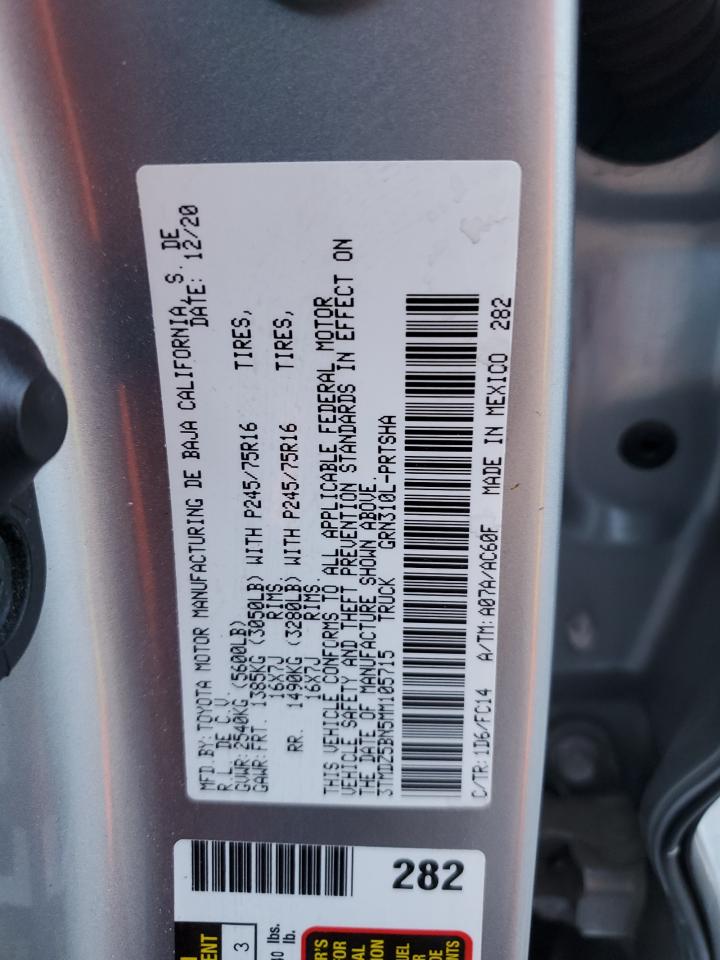 MFD.BY:TOYOTA MOTOR MANUFACTURING DE BAJA CALIFORNIA, S. DE
R.L. DE C.V. DATE: 12/20
GVWR:2540KG (5600LB)
GAWR:FRT. 1385KG (3050LB) WITH P245/75R16 TIRES,
16X7J RIMS
RR. 1490KG (3280LB) WITH P245/75R16 TIRES,
16X7J RIMS.
THIS VEHICLE CONFORMS TO ALL APPLICABLE FEDERAL MOTOR
VEHICLE SAFETY AND THEFT PREVENTION STANDARDS IN EFFECT ON
THE DATE OF MANUFACTURE SHOWN ABOVE.
3TMDZ5BN5MM105715 TRUCK GRN310L-PRTSHA
C/TR:1D6/FC14 A/TM:A07A/AC60F MADE IN MEXICO 282
282
3
lbs.
lb.